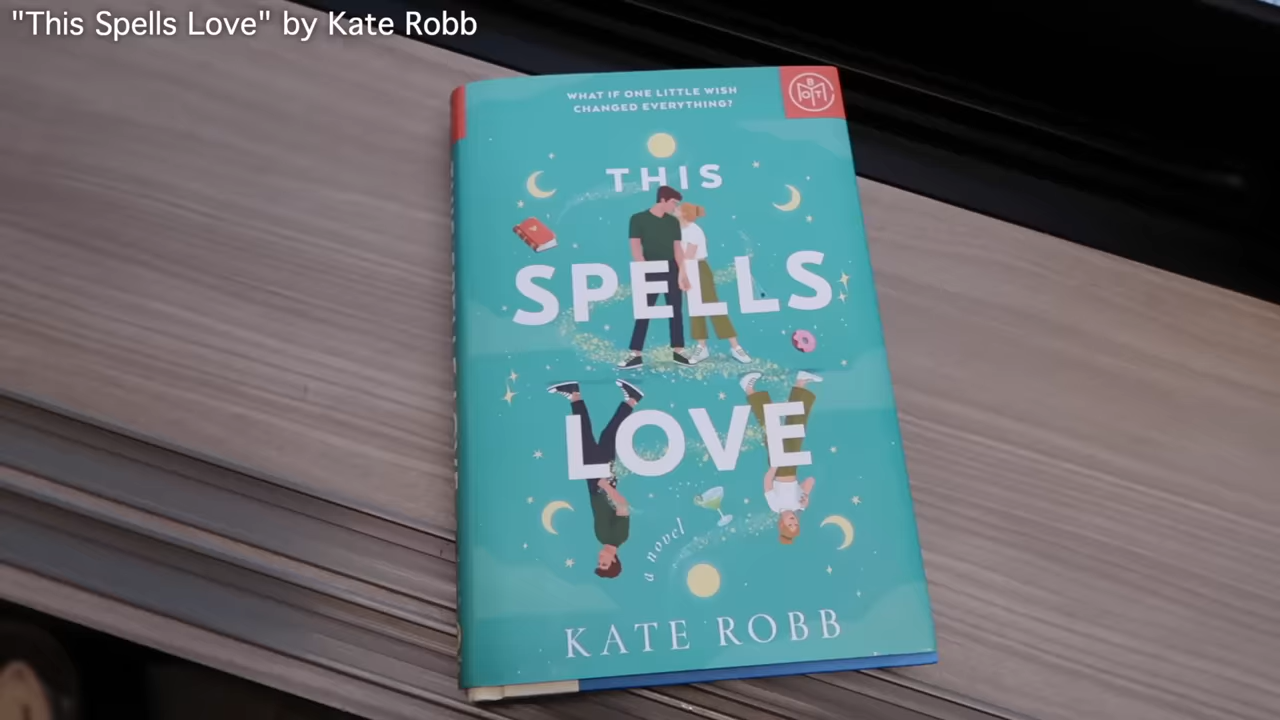 "This Spells Love" by Kate Robb
WHAT IF ONE LITTLE WISH
CHANGED EVERYTHING?
BOTM
THIS
SPELLS
LOVE
a novel
KATE ROBB